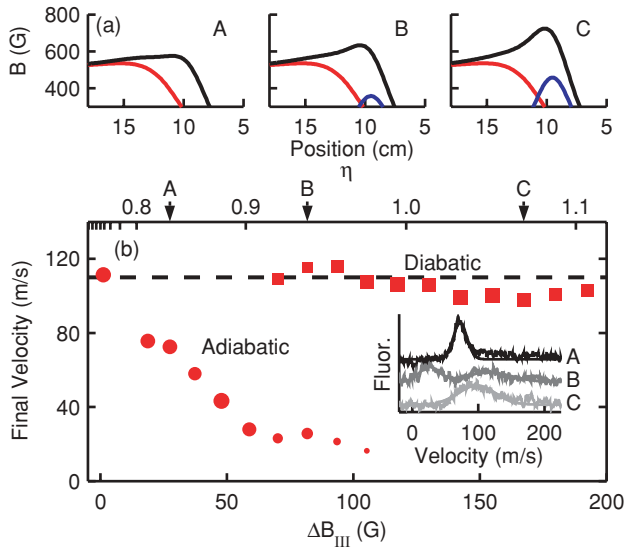 (a) A B C
B (G)
800
600
400
15 10 5 15 10 5 15 10 5
Position (cm)
η
A B C
0.8 0.9 1.0 1.1
(b)
Diabatic
Adiabatic
Final Velocity (m/s)
120
80
40
0
Fluor.
A
B
C
0 100 200
Velocity (m/s)
0 50 100 150 200
ΔB_III (G)